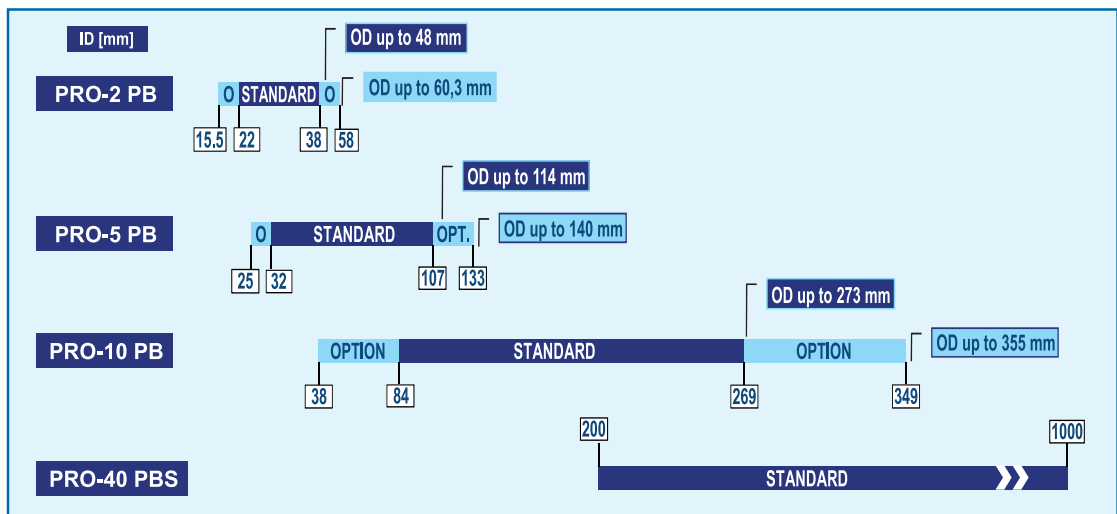 ID [mm]
OD up to 48 mm
PRO-2 PB
O STANDARD O
OD up to 60,3 mm
15.5 22 38 58
OD up to 114 mm
PRO-5 PB
O STANDARD OPT.
OD up to 140 mm
25 32 107 133
OD up to 273 mm
PRO-10 PB
OPTION STANDARD OPTION
OD up to 355 mm
38 84 269 349
200 1000
PRO-40 PBS
STANDARD